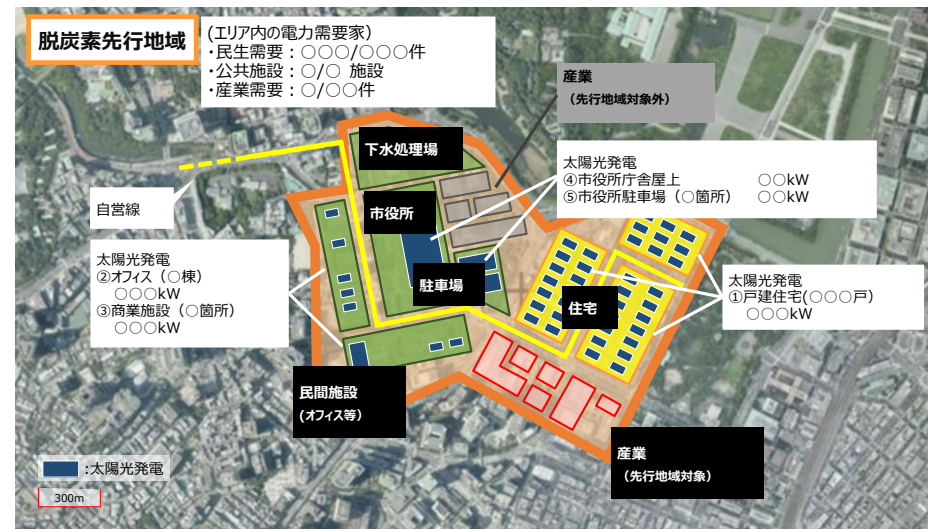 脱炭素先行地域
(エリア内の電力需要家)
・民生需要：○○○/○○○件
・公共施設：○/○ 施設
・産業需要：○/○○件
産業
（先行地域対象外）
下水処理場
太陽光発電
④市役所庁舎屋上 ○○kW
⑤市役所駐車場（○箇所） ○○kW
自営線
市役所
太陽光発電
②オフィス（○棟）
○○○kW
③商業施設（○箇所）
○○○kW
駐車場
住宅
太陽光発電
①戸建住宅(○○○戸）
○○○kW
民間施設
(オフィス等）
産業
（先行地域対象）
:太陽光発電
300m